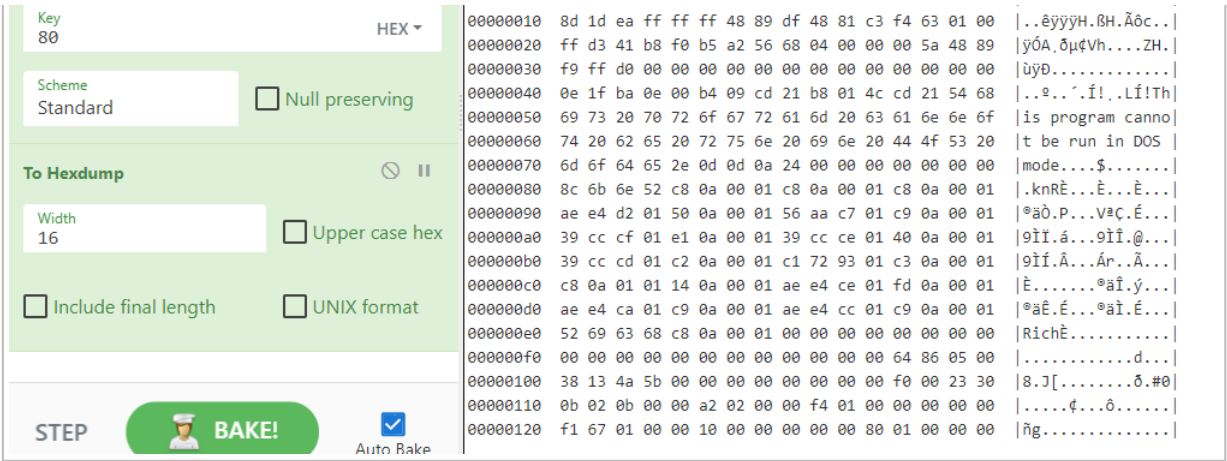 Key
80
HEX
Scheme
Standard
Null preserving
To Hexdump
Width
16
Upper case hex
Include final length
UNIX format
STEP
BAKE!
Auto Bake
00000010 8d 1d ea ff ff ff 48 89 df 48 81 c3 f4 63 01 00 |..êÿÿÿH.ßH.Ãôc..|
00000020 ff d3 41 b8 f0 b5 a2 56 68 04 00 00 00 5a 48 89 |ÿÓA¸ðµ¢Vh....ZH.|
00000030 f9 ff d0 00 00 00 00 00 00 00 00 00 00 00 00 00 |ùÿÐ.............|
00000040 0e 1f ba 0e 00 b4 09 cd 21 b8 01 4c cd 21 54 68 |..º..´.Í!¸.LÍ!Th|
00000050 69 73 20 70 72 6f 67 72 61 6d 20 63 61 6e 6e 6f |is program canno|
00000060 74 20 62 65 20 72 75 6e 20 69 6e 20 44 4f 53 20 |t be run in DOS |
00000070 6d 6f 64 65 2e 0d 0d 0a 24 00 00 00 00 00 00 00 |mode....$.......|
00000080 8c 6b 6e 52 c8 0a 00 01 c8 0a 00 01 c8 0a 00 01 |.knRÈ...È...È...|
00000090 ae e4 d2 01 50 0a 00 01 56 aa c7 01 c9 0a 00 01 |®äÒ.P...VªÇ.É...|
000000a0 39 cc cf 01 e1 0a 00 01 39 cc ce 01 40 0a 00 01 |9ÌÏ.á...9ÌÎ.@...|
000000b0 39 cc cd 01 c2 0a 00 01 c1 72 93 01 c3 0a 00 01 |9ÌÍ.Â...Ár..Ã...|
000000c0 c8 0a 01 01 14 0a 00 01 ae e4 ce 01 fd 0a 00 01 |È.......®äÎ.ý...|
000000d0 ae e4 ca 01 c9 0a 00 01 ae e4 cc 01 c9 0a 00 01 |®äÊ.É...®äÌ.É...|
000000e0 52 69 63 68 c8 0a 00 01 00 00 00 00 00 00 00 00 |RichÈ...........|
000000f0 00 00 00 00 00 00 00 00 00 00 00 00 64 86 05 00 |............d...|
00000100 38 13 4a 5b 00 00 00 00 00 00 00 00 f0 00 23 30 |8.J[........ð.#0|
00000110 0b 02 0b 00 00 a2 02 00 00 f4 01 00 00 00 00 00 |.....¢...ô......|
00000120 f1 67 01 00 00 10 00 00 00 00 00 80 01 00 00 00 |ñg..............|